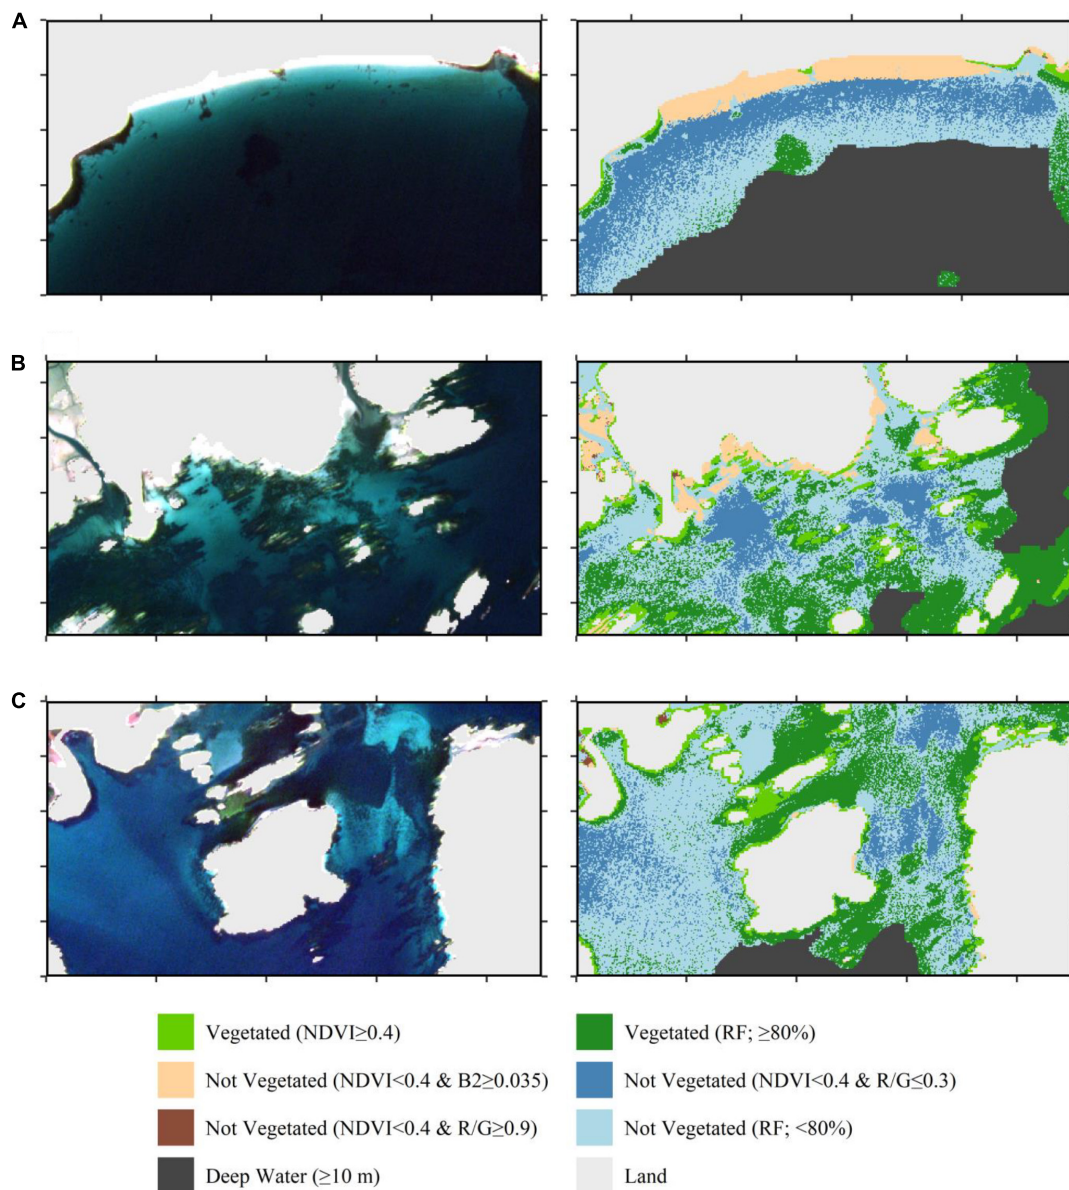 A
B
C
Vegetated (NDVI≥0.4)
Vegetated (RF; ≥80%)
Not Vegetated (NDVI<0.4 & B2≥0.035)
Not Vegetated (NDVI<0.4 & R/G≤0.3)
Not Vegetated (NDVI<0.4 & R/G≥0.9)
Not Vegetated (RF; <80%)
Deep Water (≥10 m)
Land